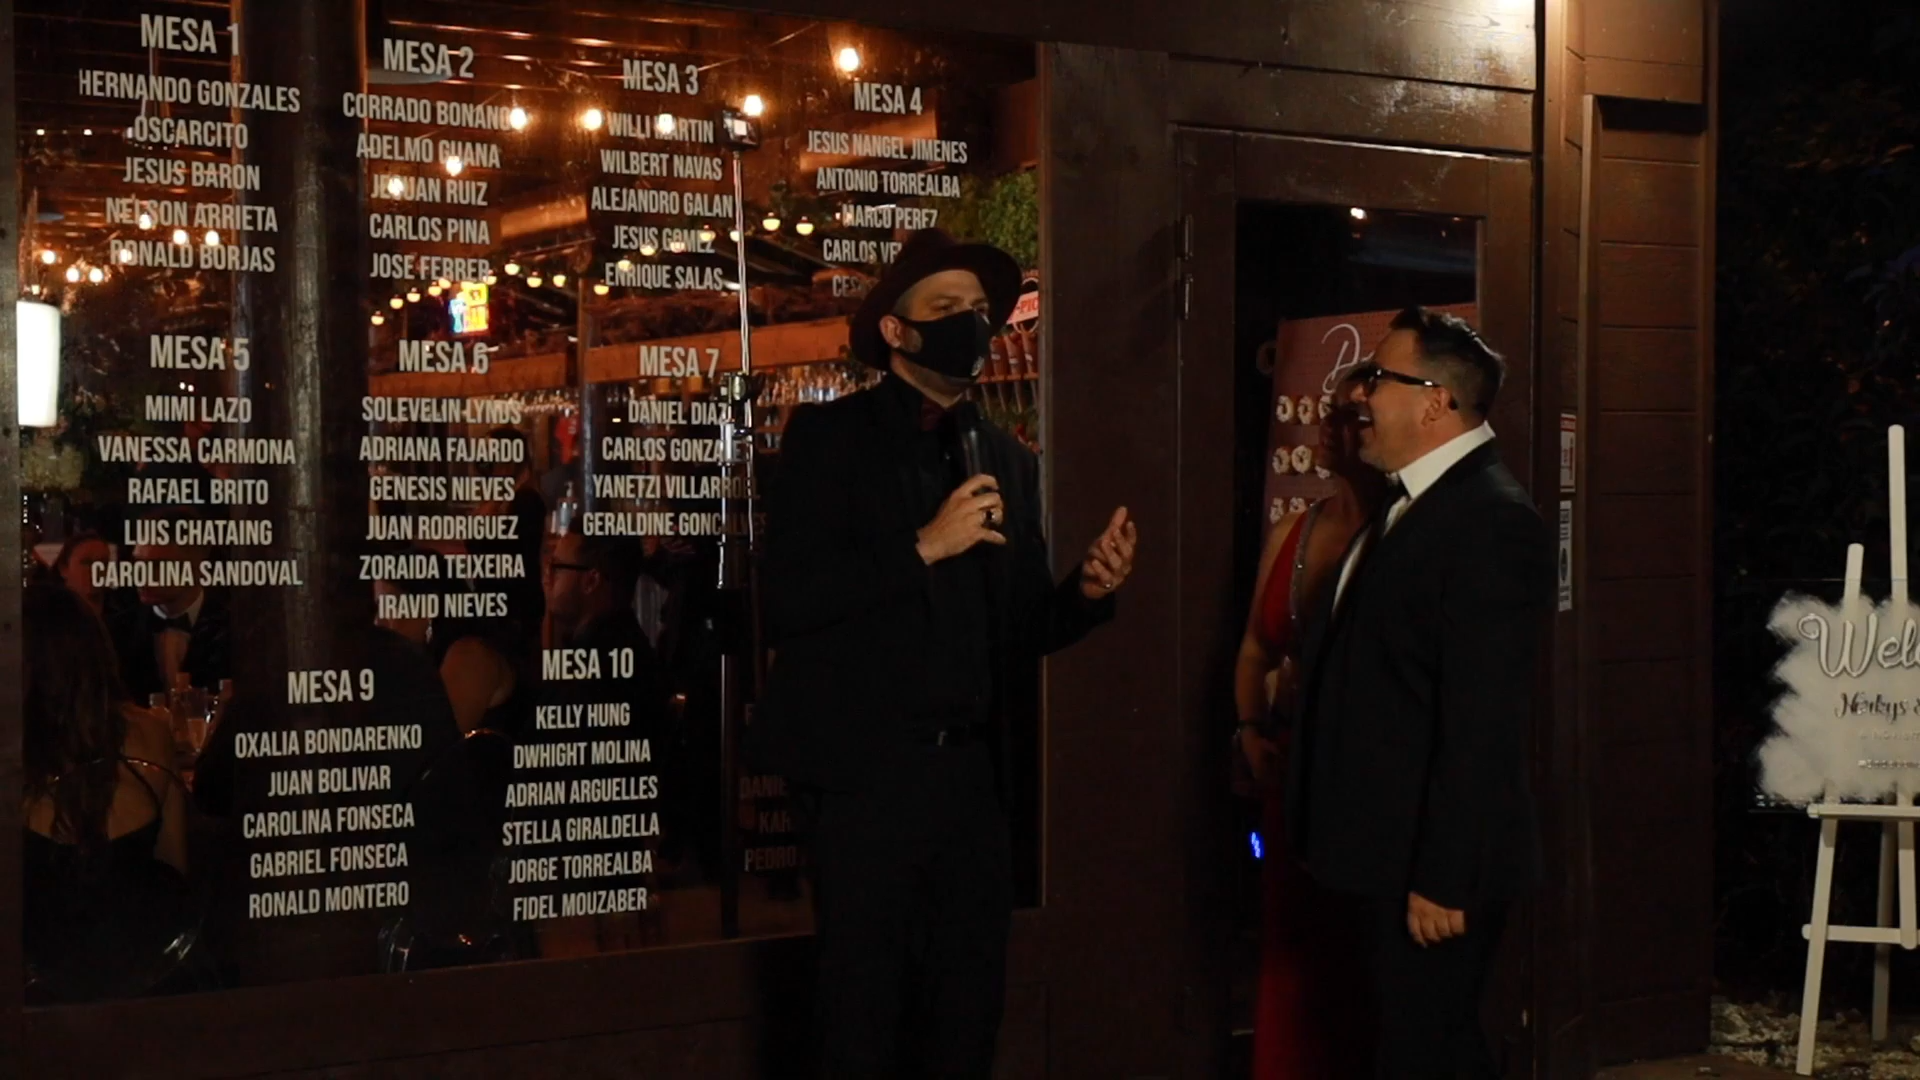 MESA 1
HERNANDO GONZALES
OSCARCITO
JESUS BARON
NELSON ARRIETA
RONALD BORJAS
MESA 2
CORRADO BONANO
ADELMO GUANA
CARLOS PINA
JOSE FERRER
MESA 3
WILLI MARTIN
WILBERT NAVAS
ALEJANDRO GALAN
JESUS GOMEZ
ENRIQUE SALAS
MESA 4
JESUS NANGEL JIMENES
ANTONIO TORREALBA
MARCO PEREZ
CARLOS
MESA 5
MIMI LAZO
VANESSA CARMONA
RAFAEL BRITO
LUIS CHATAING
CAROLINA SANDOVAL
MESA 6
SOLEVELIN LYNDS
ADRIANA FAJARDO
GENESIS NIEVES
JUAN RODRIGUEZ
ZORAIDA TEIXEIRA
IRAVID NIEVES
MESA 7
DANIEL DIAZ
CARLOS
YANETZI VILLARROEL
GERALDINE GONCALVES
MESA 9
OXALIA BONDARENKO
JUAN BOLIVAR
CAROLINA FONSECA
GABRIEL FONSECA
RONALD MONTERO
MESA 10
KELLY HUNG
DWHIGHT MOLINA
ADRIAN ARGUELLES
STELLA GIRALDELLA
JORGE TORREALBA
FIDEL MOUZABER
PEDRO